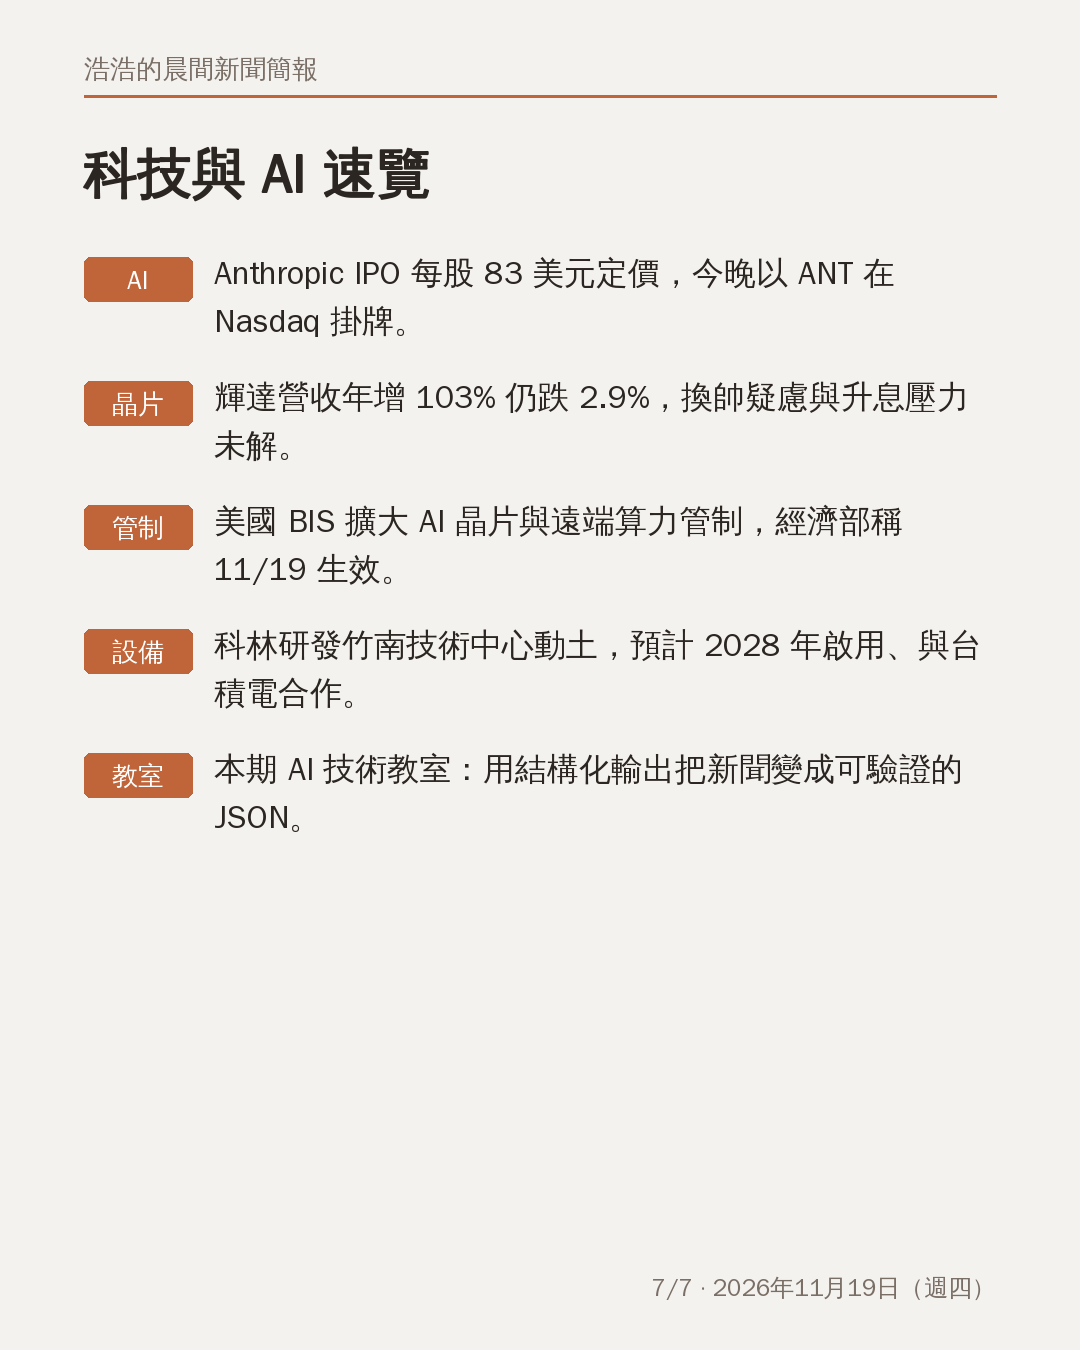 浩浩的晨間新聞簡報
科技與 AI 速覽
AI
Anthropic IPO 每股 83 美元定價，今晚以 ANT 在
Nasdaq 掛牌。
晶片
輝達營收年增 103% 仍跌 2.9%，換帥疑慮與升息壓力
未解。
管制
美國 BIS 擴大 AI 晶片與遠端算力管制，經濟部稱
11/19 生效。
設備
科林研發竹南技術中心動土，預計 2028 年啟用、與台
積電合作。
教室
本期 AI 技術教室：用結構化輸出把新聞變成可驗證的
JSON。
7/7 · 2026年11月19日（週四）